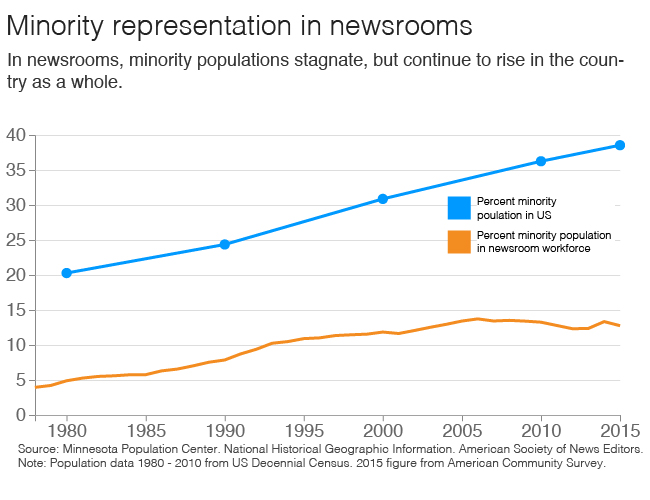 Minority representation in newsrooms
In newsrooms, minority populations stagnate, but continue to rise in the coun-
try as a whole.
40
35
30
25
20
15
10
5
0
Percent minority
poulation in US
Percent minority population
in newsroom workforce
1980 1985 1990 1995 2000 2005 2010 2015
Source: Minnesota Population Center. National Historical Geographic Information. American Society of News Editors.
Note: Population data 1980 - 2010 from US Decennial Census. 2015 figure from American Community Survey.